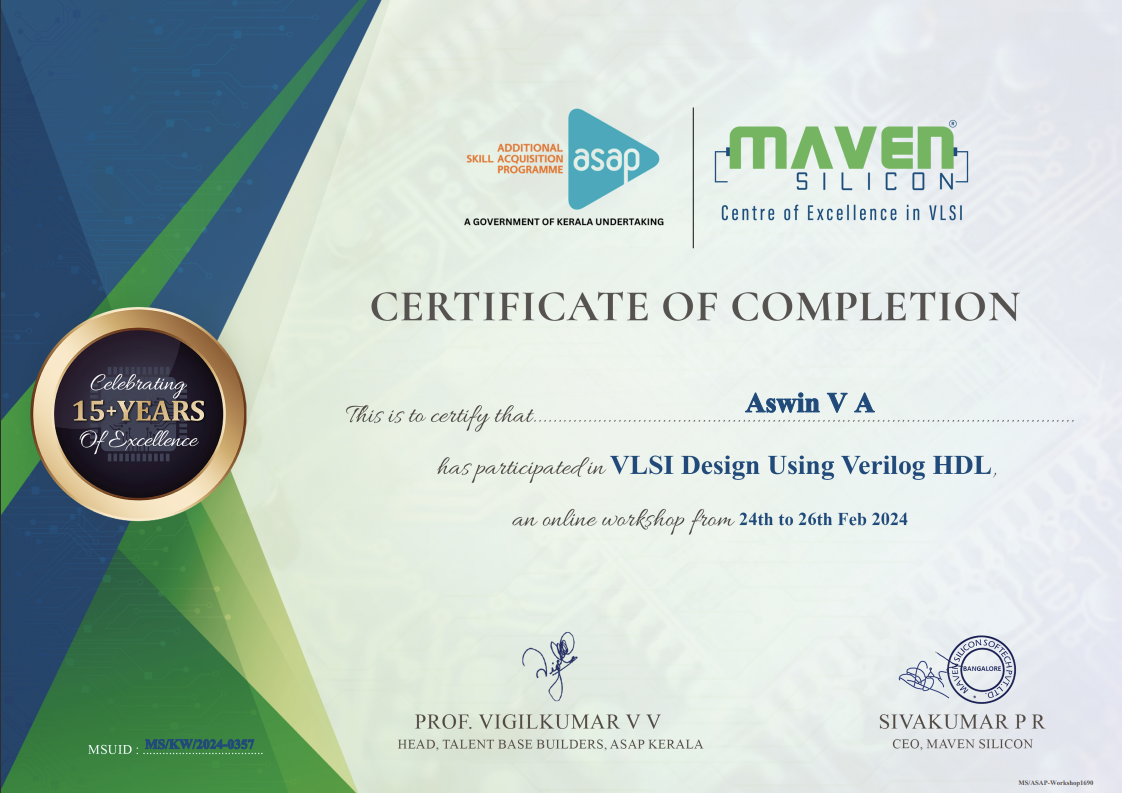 ADDITIONAL
SKILL ACQUISITION
PROGRAMME
asap
A GOVERNMENT OF KERALA UNDERTAKING
MAVEN®
SILICON
Centre of Excellence in VLSI
CERTIFICATE OF COMPLETION
Celebrating
15+YEARS
Of Excellence
This is to certify that Aswin V A
has participated in VLSI Design Using Verilog HDL,
an online workshop from 24th to 26th Feb 2024
MAVEN SILICON SOFTECH PVT. LTD. *
BANGALORE
PROF. VIGILKUMAR V V
HEAD, TALENT BASE BUILDERS, ASAP KERALA
SIVAKUMAR P R
CEO, MAVEN SILICON
MSUID : MS/KW/2024-0357
MS/ASAP-Workshop1690